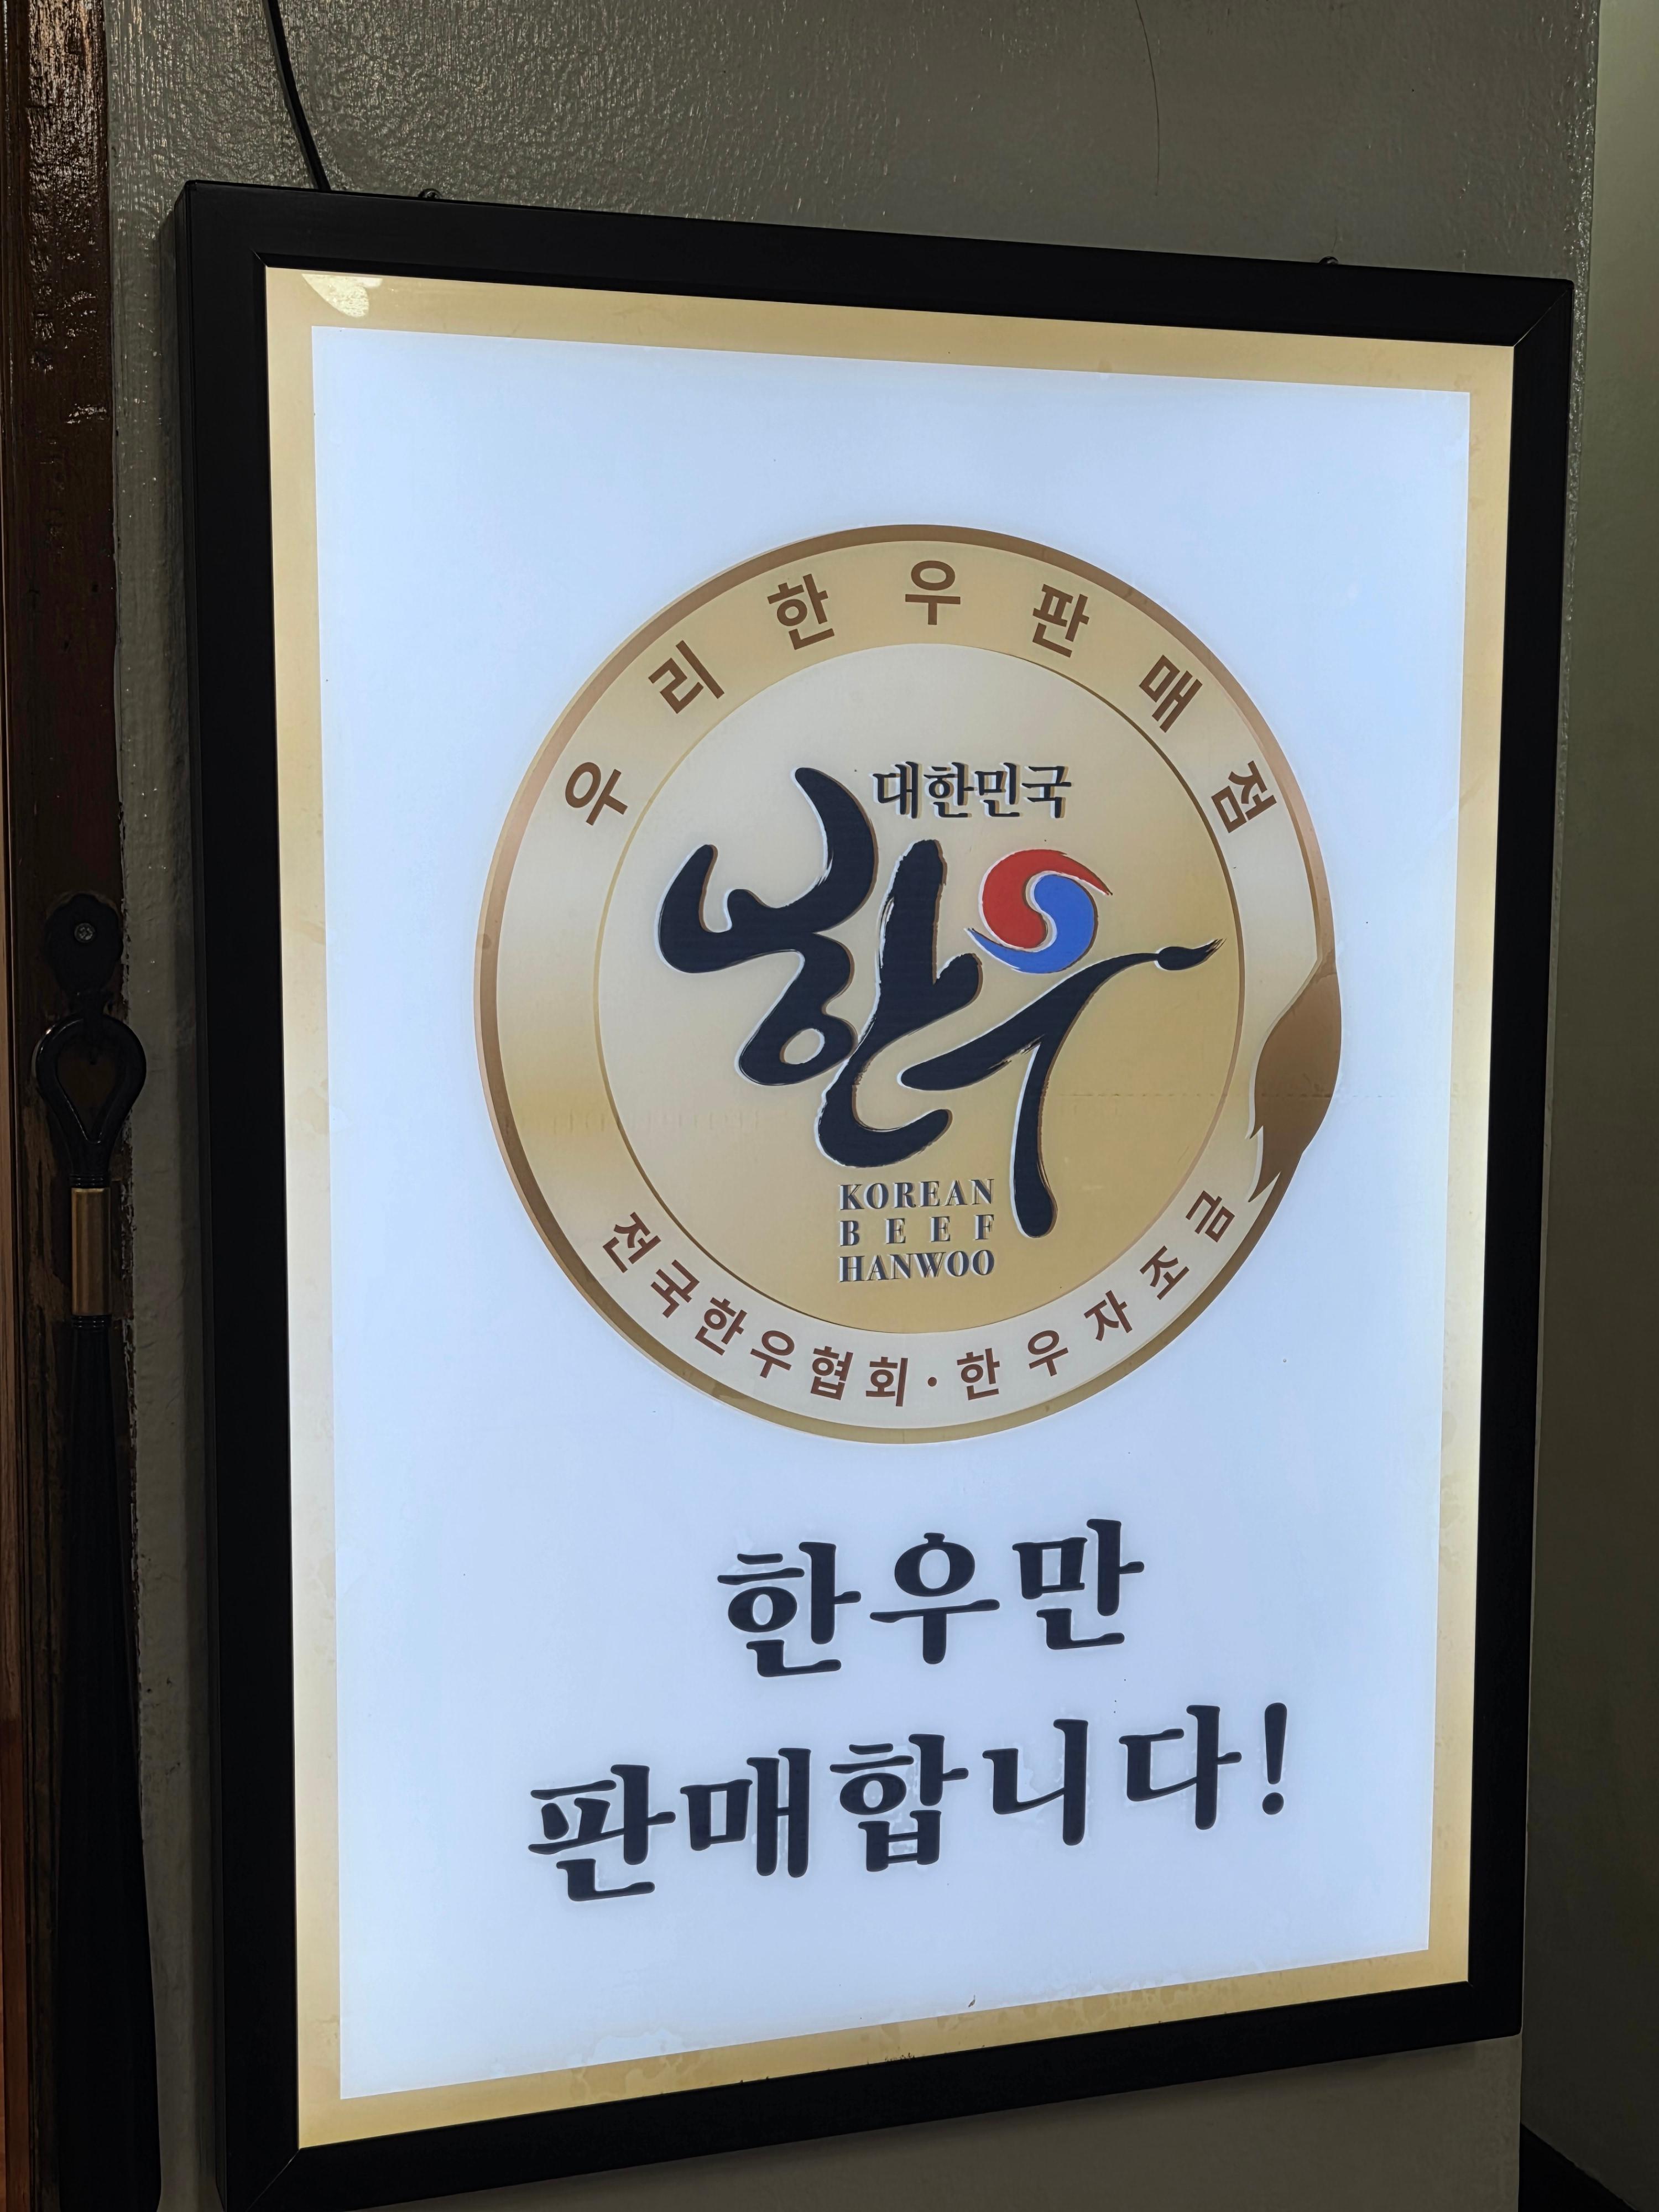 우리한우판매점
대한민국
한우
KOREAN
BEEF
HANWOO
전국한우협회·한우자조금
한우만
판매합니다!